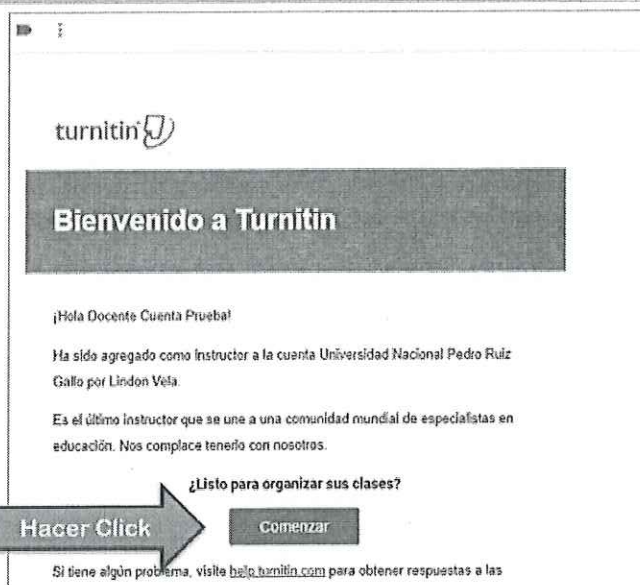 turnitin
Bienvenido a Turnitin
¡Hola Docente Cuenta Prueba!
Ha sido agregado como instructor a la cuenta Universidad Nacional Pedro Ruiz
Gallo por Lindon Vela.
Es el último instructor que se une a una comunidad mundial de especialistas en
educación. Nos complace tenerlo con nosotros.
¿Listo para organizar sus clases?
Hacer Click
Comenzar
Si tiene algún problema, visite help.turnitin.com para obtener respuestas a las